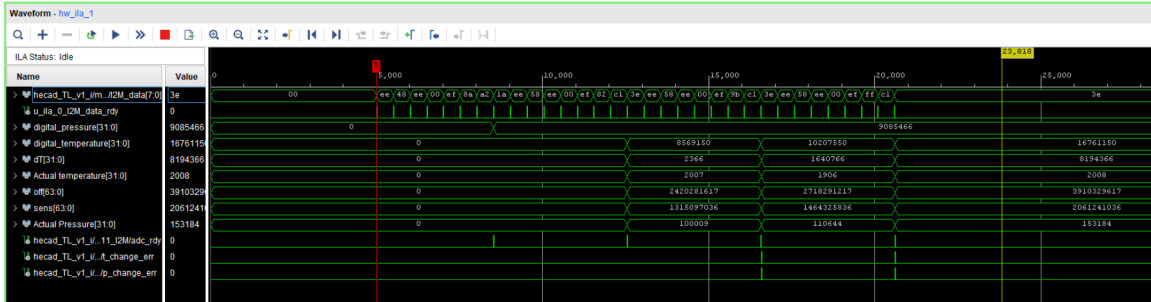 Waveform - hw_ila_1
ILA Status: Idle
Name Value
23,818
T
0 5,000 10,000 15,000 20,000 25,000
hecad_TL_v1_i/m.../I2M_data[7:0] 3e 00 ee 48 ee 00 ef 8a a2 1a ee 58 ee 00 ef 82 c1 3e ee 58 ee 00 ef 9b c1 3e ee 58 ee 00 ef ff c1 3e
u_ila_0_I2M_data_rdy 0
digital_pressure[31:0] 9085466 0 9085466
digital_temperature[31:0] 16761150 0 8569150 10207550 16761150
dT[31:0] 8194366 0 2366 1640766 8194366
Actual temperature[31:0] 2008 0 2007 1906 2008
off[63:0] 39103296 0 2420281617 2718291217 3910329617
sens[63:0] 20612410 0 1315097036 1464325836 2061241036
Actual Pressure[31:0] 153184 0 100009 110644 153184
hecad_TL_v1_i/...11_I2M/adc_rdy 0
hecad_TL_v1_i/.../t_change_err 0
hecad_TL_v1_i/.../p_change_err 0